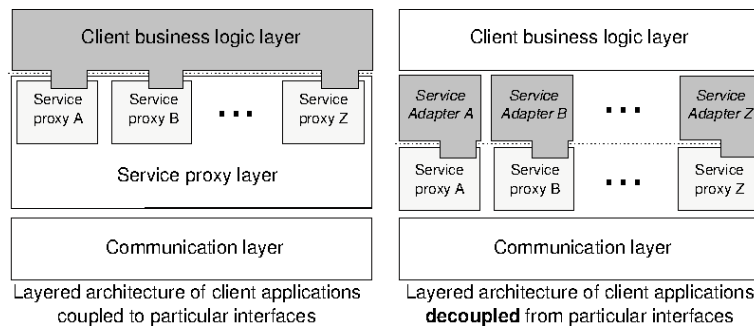 Client business logic layer
Service
proxy A
Service
proxy B
...
Service
proxy Z
Service proxy layer
Communication layer
Layered architecture of client applications
coupled to particular interfaces
Client business logic layer
Service
Adapter A
Service
Adapter B
...
Service
Adapter Z
Service
proxy A
Service
proxy B
...
Service
proxy Z
Communication layer
Layered architecture of client applications
decoupled from particular interfaces